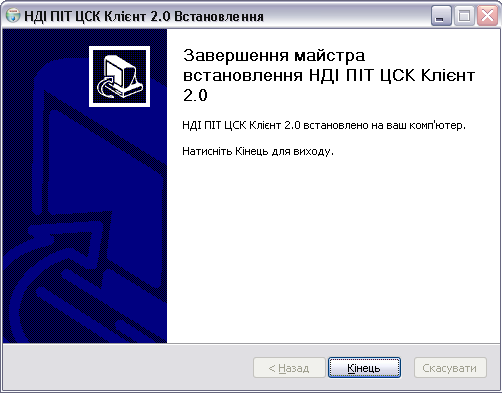 НДІ ПІТ ЦСК Клієнт 2.0 Встановлення
Завершення майстра
встановлення НДІ ПІТ ЦСК Клієнт
2.0
НДІ ПІТ ЦСК Клієнт 2.0 встановлено на ваш комп'ютер.
Натисніть Кінець для виходу.
< Назад
Кінець
Скасувати